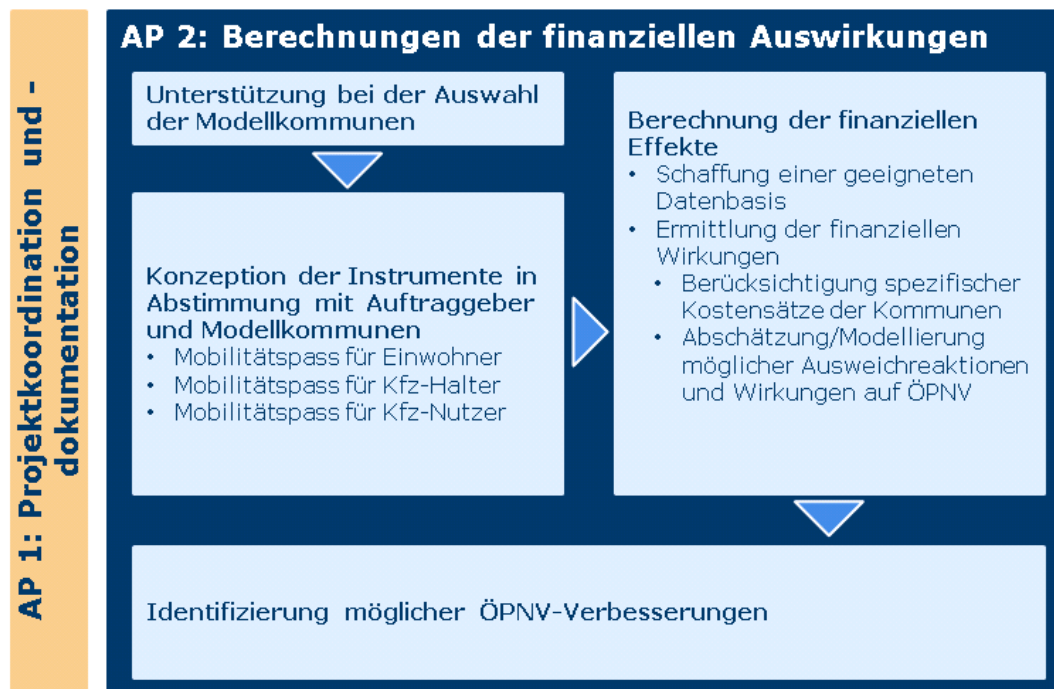 AP 1: Projektkoordination und -
dokumentation
AP 2: Berechnungen der finanziellen Auswirkungen
Unterstützung bei der Auswahl
der Modellkommunen
Konzeption der Instrumente in
Abstimmung mit Auftraggeber
und Modellkommunen
• Mobilitätspass für Einwohner
• Mobilitätspass für Kfz-Halter
• Mobilitätspass für Kfz-Nutzer
Berechnung der finanziellen
Effekte
• Schaffung einer geeigneten
Datenbasis
• Ermittlung der finanziellen
Wirkungen
• Berücksichtigung spezifischer
Kostensätze der Kommunen
• Abschätzung/Modellierung
möglicher Ausweichreaktionen
und Wirkungen auf ÖPNV
Identifizierung möglicher ÖPNV-Verbesserungen